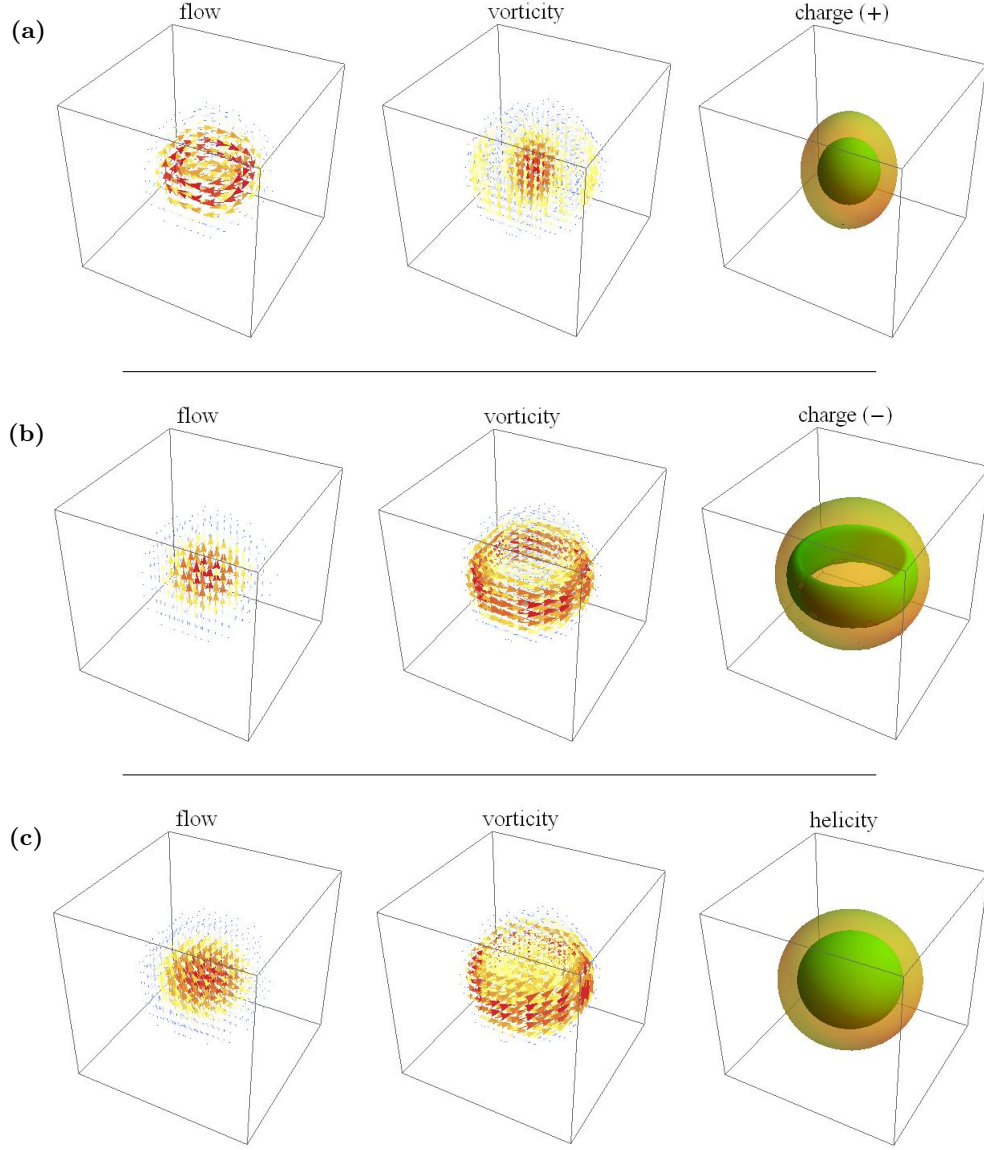 (a) flow vorticity charge (+)
(b) flow vorticity charge (−)
(c) flow vorticity helicity